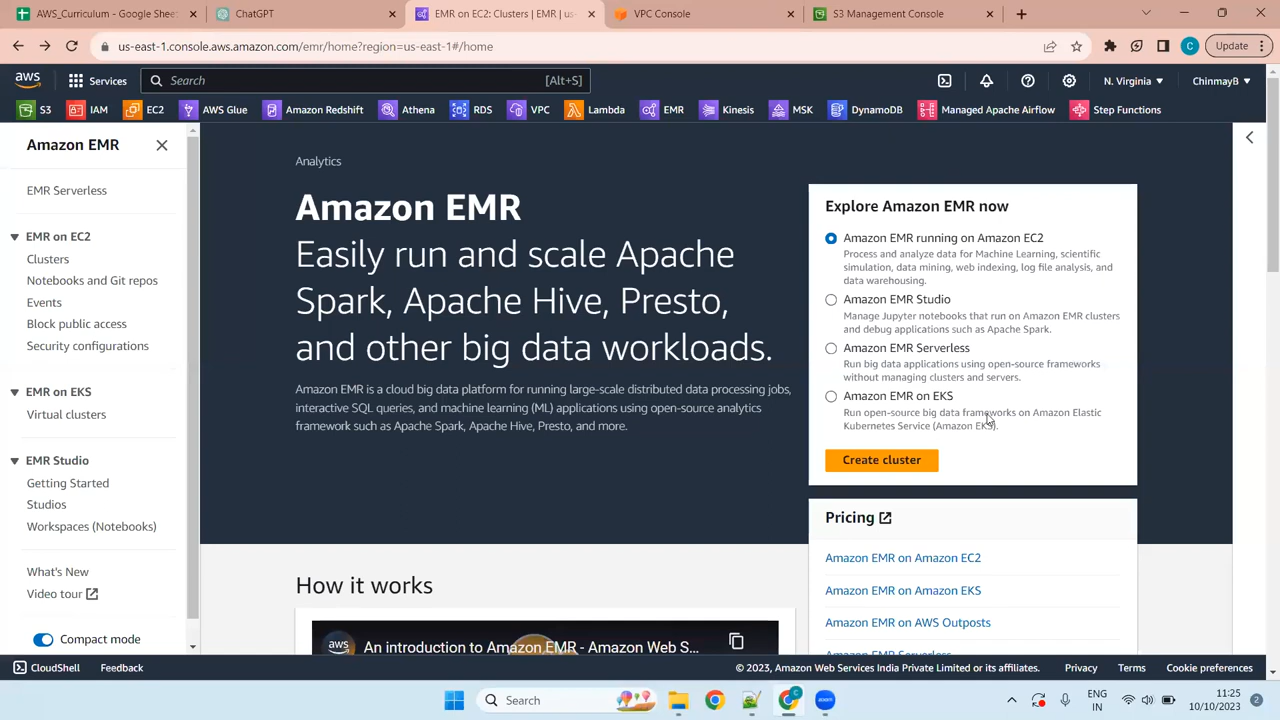 AWS_Curriculum - Google Shee
ChatGPT
EMR on EC2: Clusters | EMR | us-
VPC Console
S3 Management Console
us-east-1.console.aws.amazon.com/emr/home?region=us-east-1#/home
C
Update
aws
Services
Search
[Alt+S]
N. Virginia
ChinmayB
S3
IAM
EC2
AWS Glue
Amazon Redshift
Athena
RDS
VPC
Lambda
EMR
Kinesis
MSK
DynamoDB
Managed Apache Airflow
Step Functions
Amazon EMR
EMR Serverless
EMR on EC2
Clusters
Notebooks and Git repos
Events
Block public access
Security configurations
EMR on EKS
Virtual clusters
EMR Studio
Getting Started
Studios
Workspaces (Notebooks)
What's New
Video tour
Compact mode
Analytics
Amazon EMR
Easily run and scale Apache
Spark, Apache Hive, Presto,
and other big data workloads.
Amazon EMR is a cloud big data platform for running large-scale distributed data processing jobs,
interactive SQL queries, and machine learning (ML) applications using open-source analytics
framework such as Apache Spark, Apache Hive, Presto, and more.
Explore Amazon EMR now
Amazon EMR running on Amazon EC2
Process and analyze data for Machine Learning, scientific
simulation, data mining, web indexing, log file analysis, and
data warehousing.
Amazon EMR Studio
Manage Jupyter notebooks that run on Amazon EMR clusters
and debug applications such as Apache Spark.
Amazon EMR Serverless
Run big data applications using open-source frameworks
without managing clusters and servers.
Amazon EMR on EKS
Run open-source big data frameworks on Amazon Elastic
Kubernetes Service (Amazon EKS).
Create cluster
Pricing
Amazon EMR on Amazon EC2
Amazon EMR on Amazon EKS
Amazon EMR on AWS Outposts
Amazon EMR Serverless
How it works
aws
An introduction to Amazon EMR - Amazon Web S...
CloudShell
Feedback
© 2023, Amazon Web Services India Private Limited or its affiliates.
Privacy
Terms
Cookie preferences
Search
zoom
ENG
IN
11:25
10/10/2023
2